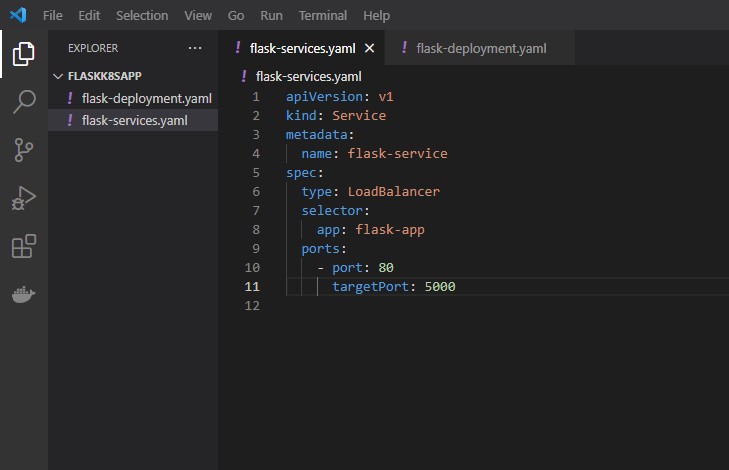 File Edit Selection View Go Run Terminal Help
EXPLORER ...
FLASKK8SAPP
! flask-deployment.yaml
! flask-services.yaml
! flask-services.yaml ×
! flask-deployment.yaml
! flask-services.yaml
1 apiVersion: v1
2 kind: Service
3 metadata:
4   name: flask-service
5 spec:
6   type: LoadBalancer
7   selector:
8     app: flask-app
9   ports:
10     - port: 80
11       targetPort: 5000
12